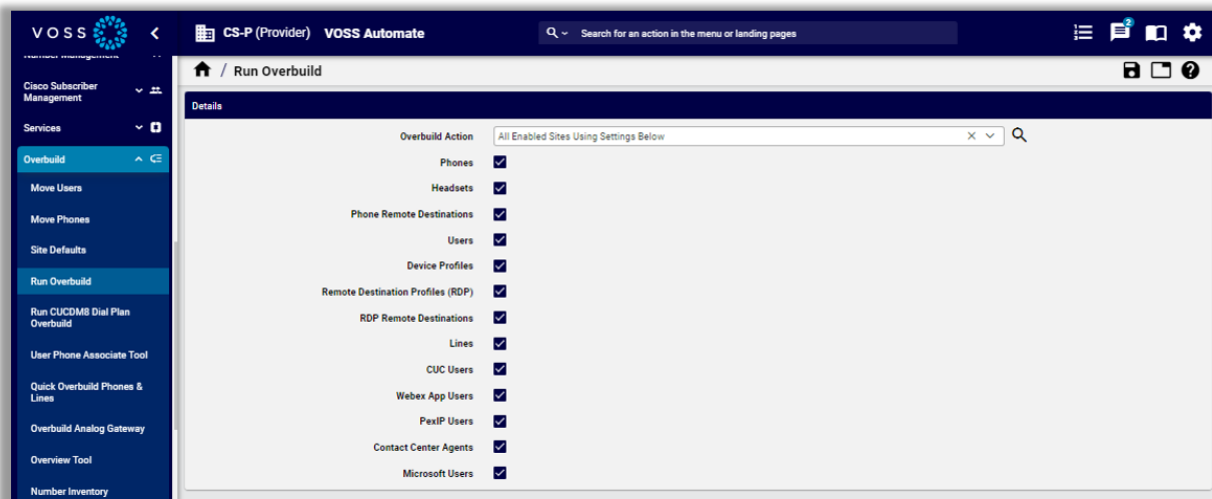 VOSS
CS-P (Provider) VOSS Automate
Search for an action in the menu or landing pages
2
Number Management
Cisco Subscriber
Management
Services
Overbuild
Move Users
Move Phones
Site Defaults
Run Overbuild
Run CUCDM8 Dial Plan
Overbuild
User Phone Associate Tool
Quick Overbuild Phones &
Lines
Overbuild Analog Gateway
Overview Tool
Number Inventory
/ Run Overbuild
Details
Overbuild Action All Enabled Sites Using Settings Below
Phones
Headsets
Phone Remote Destinations
Users
Device Profiles
Remote Destination Profiles (RDP)
RDP Remote Destinations
Lines
CUC Users
Webex App Users
PexIP Users
Contact Center Agents
Microsoft Users